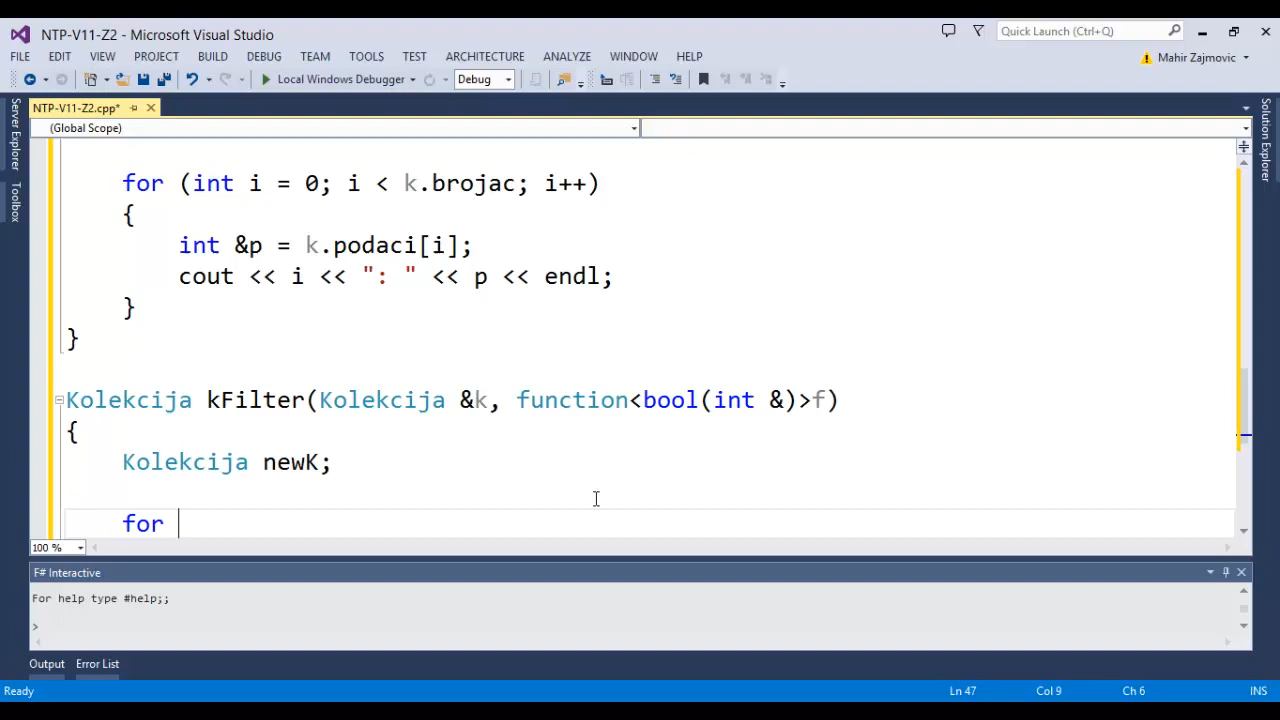 NTP-V11-Z2 - Microsoft Visual Studio
Quick Launch (Ctrl+Q)
FILE EDIT VIEW PROJECT BUILD DEBUG TEAM TOOLS TEST ARCHITECTURE ANALYZE WINDOW HELP
Mahir Zajmovic
Local Windows Debugger
Debug
NTP-V11-Z2.cpp*
(Global Scope)
Server Explorer
Toolbox
Solution Explorer
for (int i = 0; i < k.brojac; i++)
{
int &p = k.podaci[i];
cout << i << ": " << p << endl;
}
}
Kolekcija kFilter(Kolekcija &k, function<bool(int &)>f)
{
Kolekcija newK;
for
100 %
F# Interactive
For help type #help;;
>
Output Error List
Ready Ln 47 Col 9 Ch 6 INS